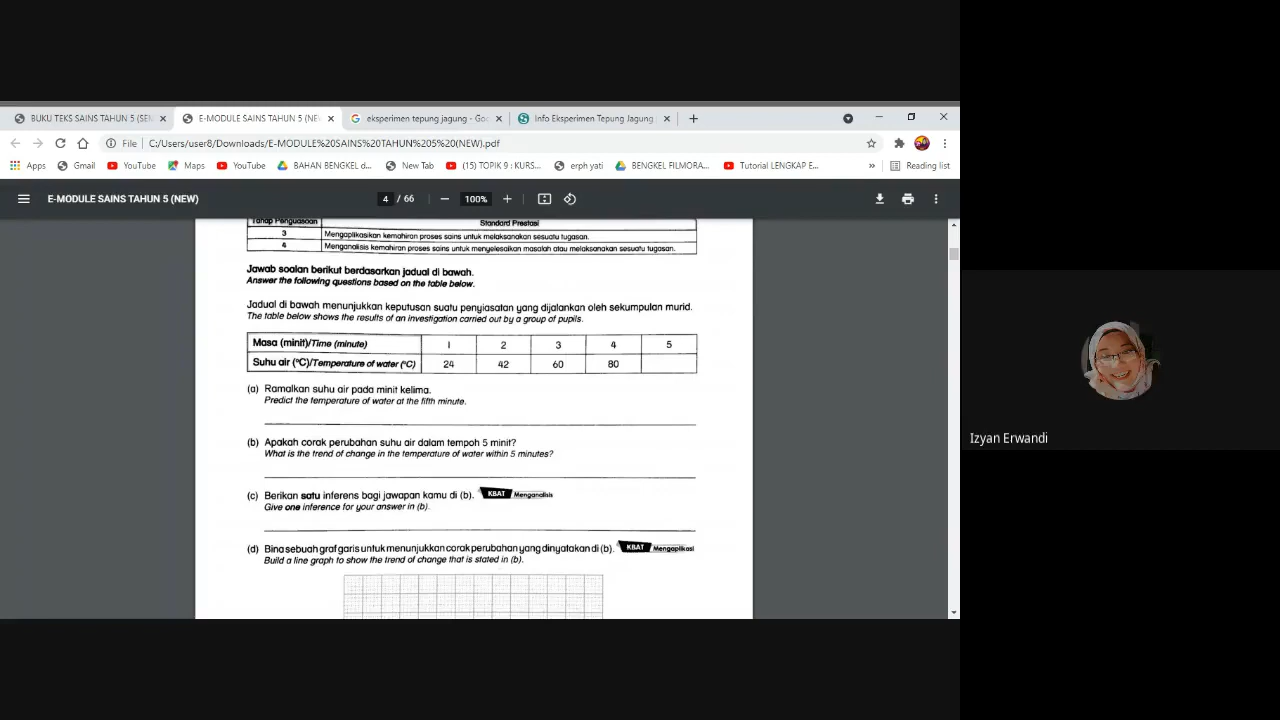 BUKU TEKS SAINS TAHUN 5 (SEM
E-MODULE SAINS TAHUN 5 (NEV
eksperimen tepung jagung - Goo
Info Eksperimen Tepung Jagung
File C:/Users/user8/Downloads/E-MODULE%20SAINS%20TAHUN%205%20(NEW).pdf
Apps Gmail YouTube Maps YouTube BAHAN BENGKEL d... New Tab (15) TOPIK 9 : KURS... erph yati BENGKEL FILMORA... Tutorial LENGKAP E... » Reading list
E-MODULE SAINS TAHUN 5 (NEW) 4 / 66 − 100% +
Tahap Penguasaan Standard Prestasi
3 Mengaplikasikan kemahiran proses sains untuk melaksanakan sesuatu tugasan.
4 Menganalisis kemahiran proses sains untuk menyelesaikan masalah atau melaksanakan sesuatu tugasan.
Jawab soalan berikut berdasarkan jadual di bawah.
Answer the following questions based on the table below.
Jadual di bawah menunjukkan keputusan suatu penyiasatan yang dijalankan oleh sekumpulan murid.
The table below shows the results of an investigation carried out by a group of pupils.
Masa (minit)/Time (minute) 1 2 3 4 5
Suhu air (°C)/Temperature of water (°C) 24 42 60 80
(a) Ramalkan suhu air pada minit kelima.
Predict the temperature of water at the fifth minute.
(b) Apakah corak perubahan suhu air dalam tempoh 5 minit?
What is the trend of change in the temperature of water within 5 minutes?
(c) Berikan satu inferens bagi jawapan kamu di (b). KBAT Menganalisis
Give one inference for your answer in (b).
(d) Bina sebuah graf garis untuk menunjukkan corak perubahan yang dinyatakan di (b). KBAT Mengaplikasi
Build a line graph to show the trend of change that is stated in (b).
Izyan Erwandi